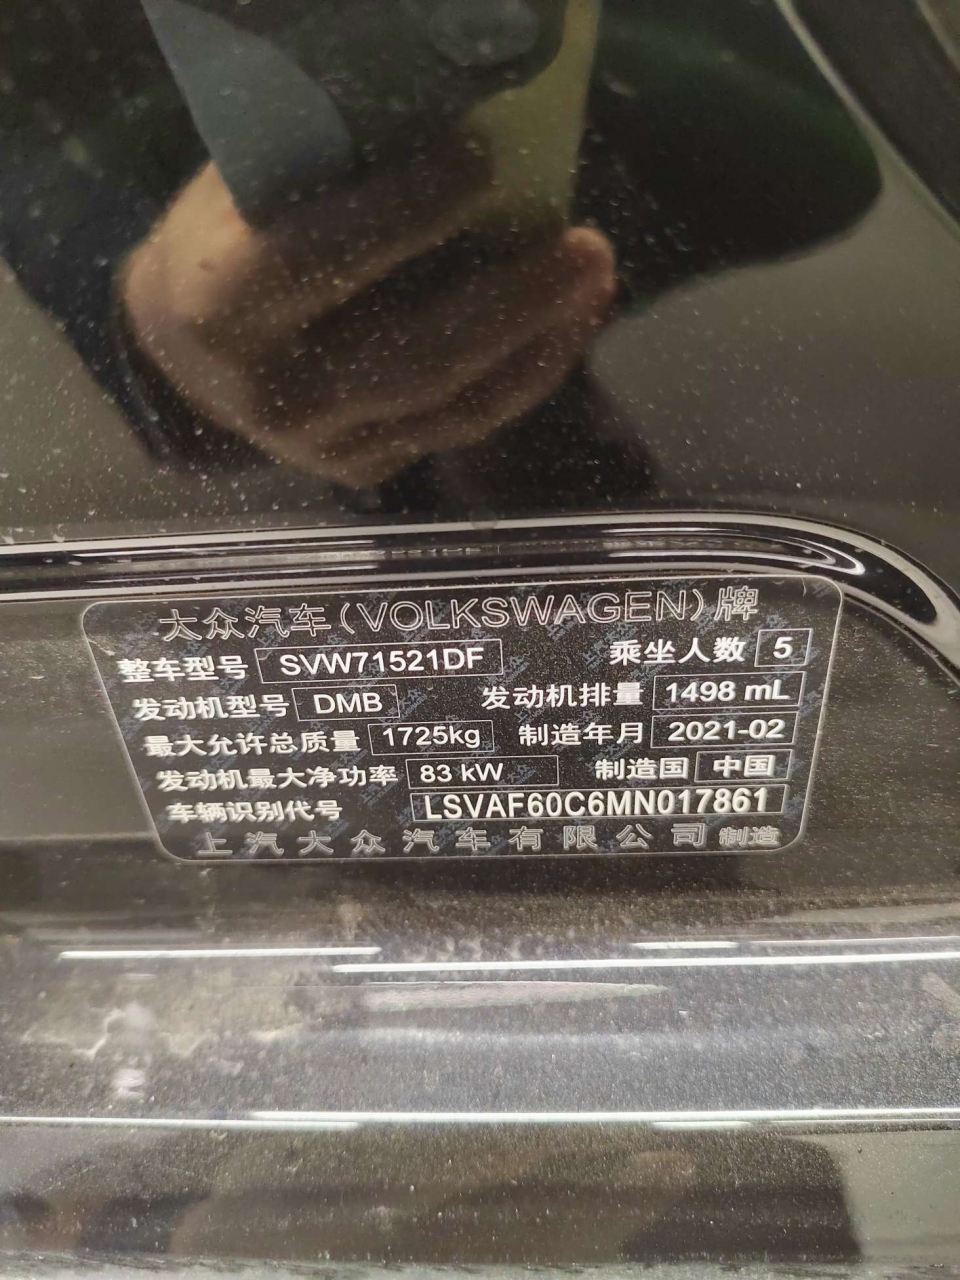 大众汽车(VOLKSWAGEN)牌
整车型号 SVW71521DF 乘坐人数 5
发动机型号 DMB 发动机排量 1498 mL
最大允许总质量 1725kg 制造年月 2021-02
发动机最大净功率 83 kW 制造国 中国
车辆识别代号 LSVAF60C6MN017861
上汽大众汽车有限公司 制造